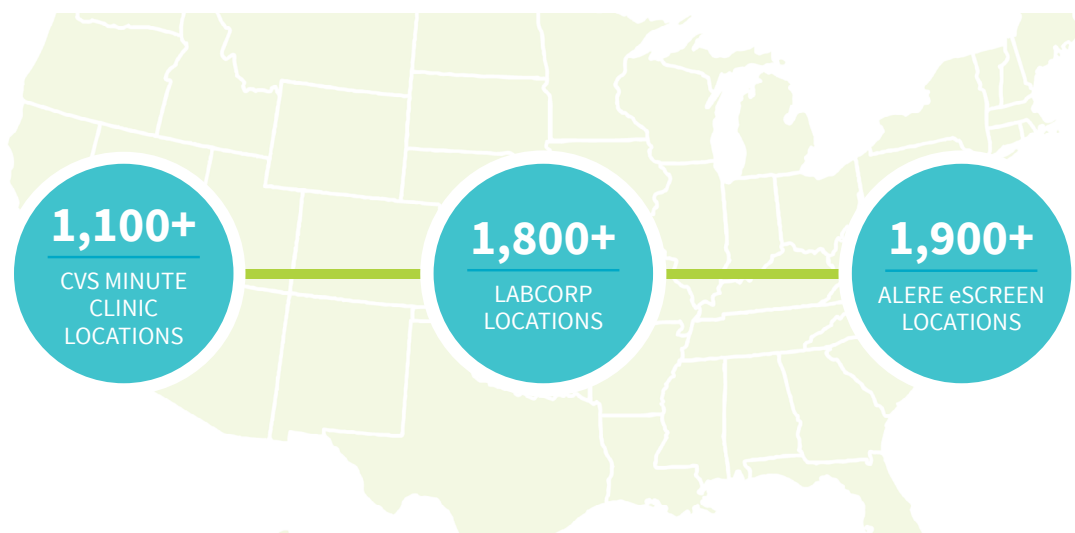 1,100+
CVS MINUTE
CLINIC
LOCATIONS
1,800+
LABCORP
LOCATIONS
1,900+
ALERE eSCREEN
LOCATIONS